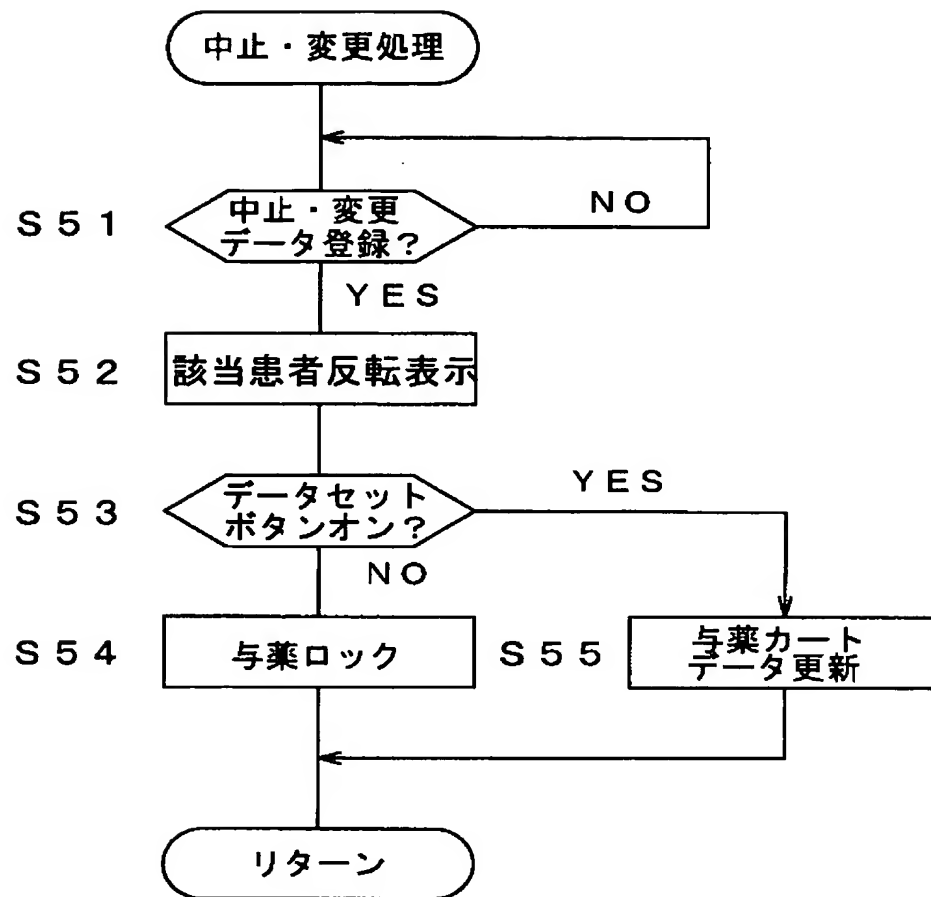 中止・変更処理
NO
S51
中止・変更
データ登録?
YES
S52
該当患者反転表示
YES
S53
データセット
ボタンオン?
NO
S54
与薬ロック
S55
与薬カート
データ更新
リターン